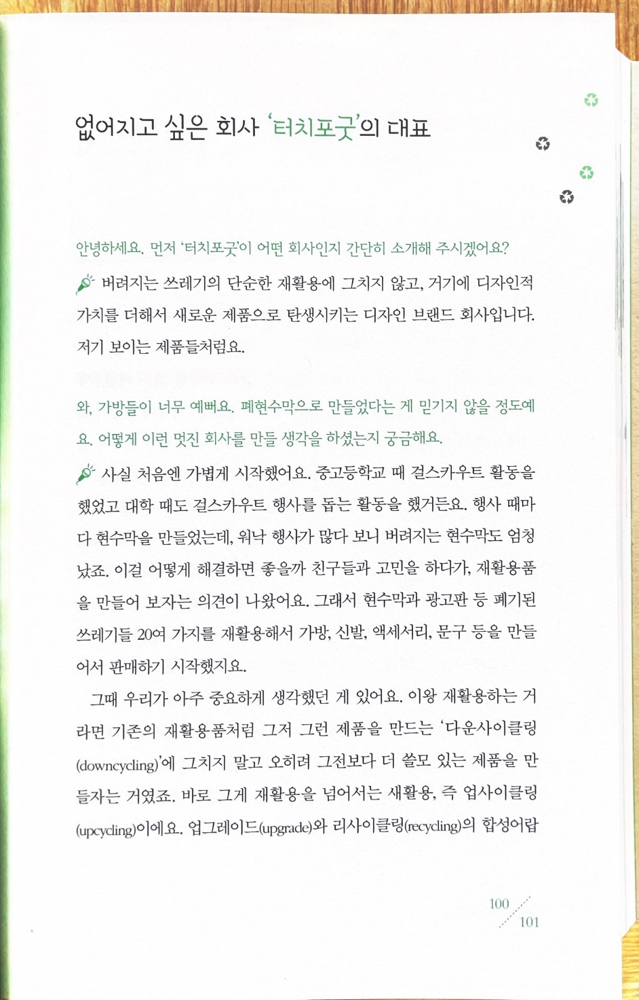 없어지고 싶은 회사 ‘터치포굿’의 대표
안녕하세요. 먼저 ‘터치포굿’이 어떤 회사인지 간단히 소개해 주시겠어요?
버려지는 쓰레기의 단순한 재활용에 그치지 않고, 거기에 디자인적
가치를 더해서 새로운 제품으로 탄생시키는 디자인 브랜드 회사입니다.
저기 보이는 제품들처럼요.
와, 가방들이 너무 예뻐요. 폐현수막으로 만들었다는 게 믿기지 않을 정도예
요. 어떻게 이런 멋진 회사를 만들 생각을 하셨는지 궁금해요.
사실 처음엔 가볍게 시작했어요. 중고등학교 때 걸스카우트 활동을
했었고 대학 때도 걸스카우트 행사를 돕는 활동을 했거든요. 행사 때마
다 현수막을 만들었는데, 워낙 행사가 많다 보니 버려지는 현수막도 엄청
났죠. 이걸 어떻게 해결하면 좋을까 친구들과 고민을 하다가, 재활용품
을 만들어 보자는 의견이 나왔어요. 그래서 현수막과 광고판 등 폐기된
쓰레기들 20여 가지를 재활용해서 가방, 신발, 액세서리, 문구 등을 만들
어서 판매하기 시작했지요.
그때 우리가 아주 중요하게 생각했던 게 있어요. 이왕 재활용하는 거
라면 기존의 재활용품처럼 그저 그런 제품을 만드는 ‘다운사이클링
(downcycling)’에 그치지 말고 오히려 그전보다 더 쓸모 있는 제품을 만
들자는 거였죠. 바로 그게 재활용을 넘어서는 새활용, 즉 업사이클링
(upcycling)이에요. 업그레이드(upgrade)와 리사이클링(recycling)의 합성어랍
100
101